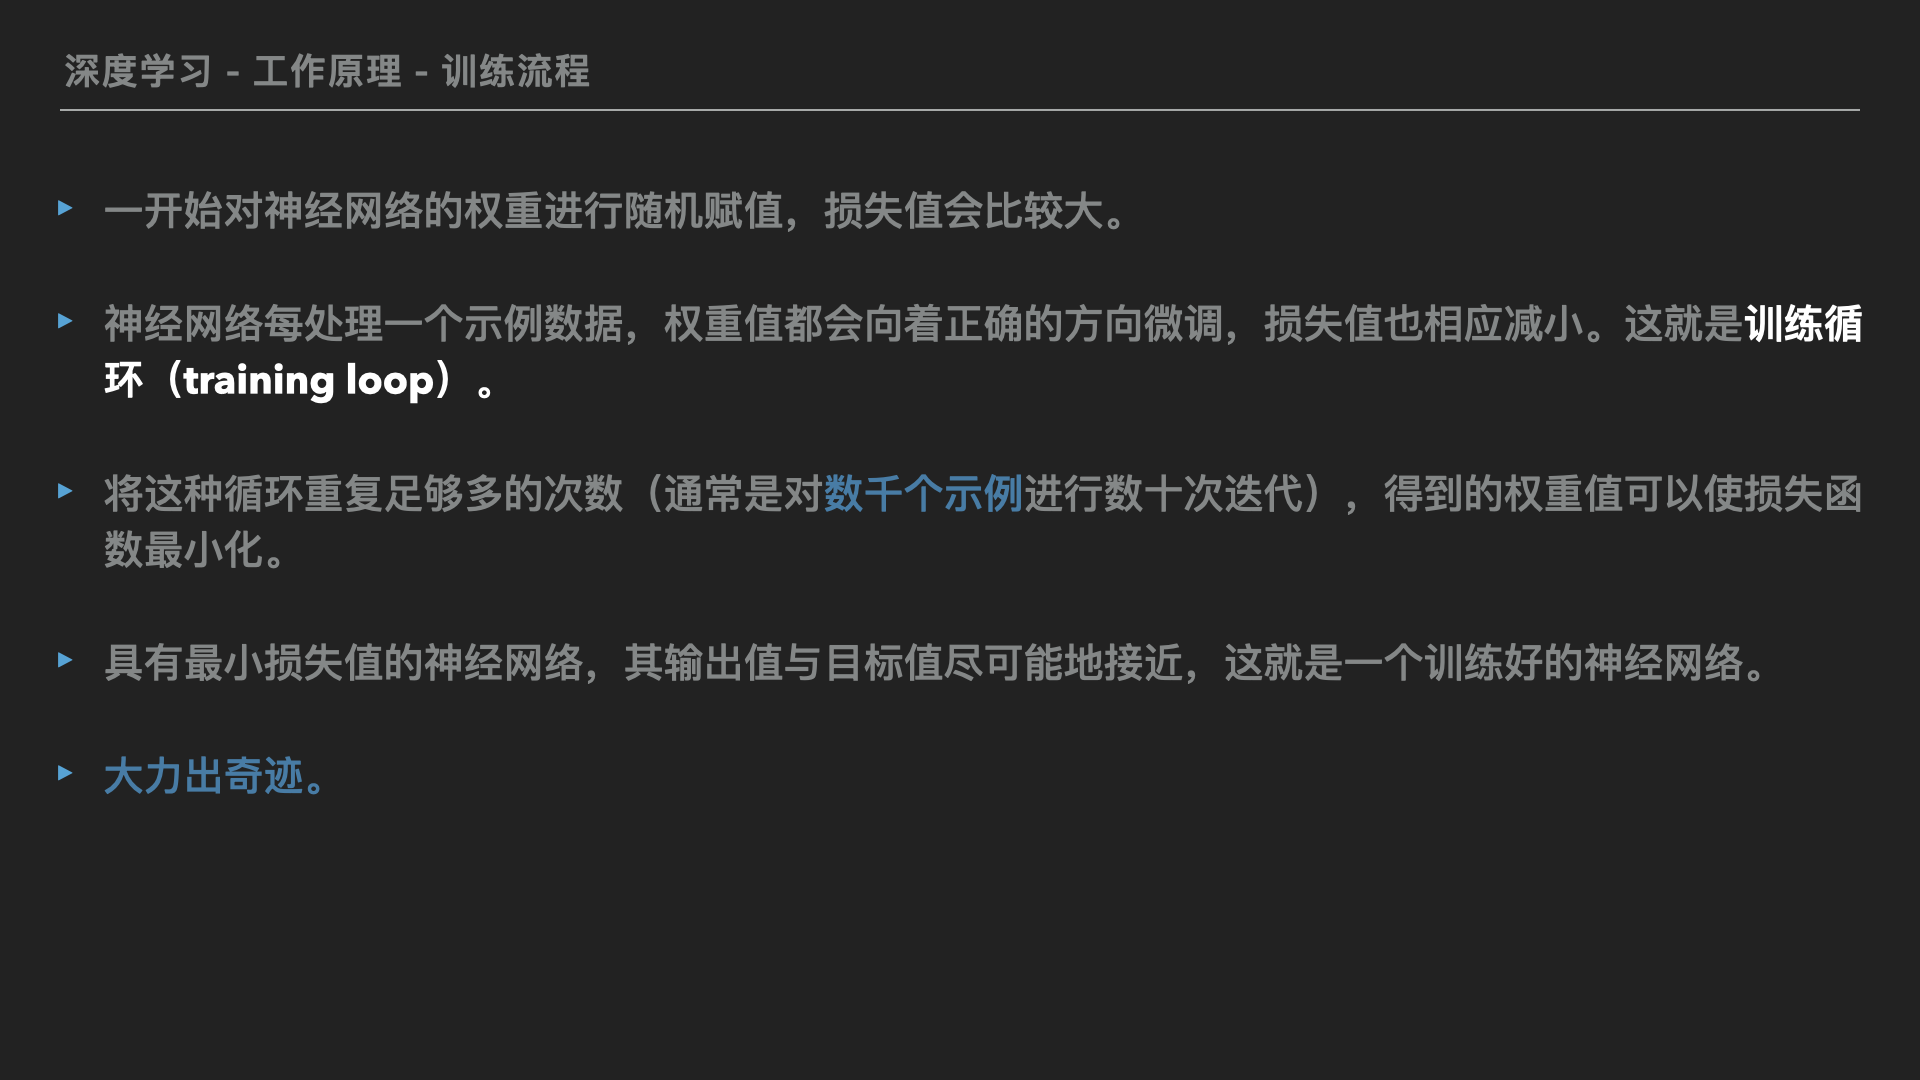 深度学习 - 工作原理 - 训练流程
▸ 一开始对神经网络的权重进行随机赋值，损失值会比较大。
▸ 神经网络每处理一个示例数据，权重值都会向着正确的方向微调，损失值也相应减小。这就是训练循
环（training loop）。
▸ 将这种循环重复足够多的次数（通常是对数千个示例进行数十次迭代），得到的权重值可以使损失函
数最小化。
▸ 具有最小损失值的神经网络，其输出值与目标值尽可能地接近，这就是一个训练好的神经网络。
▸ 大力出奇迹。